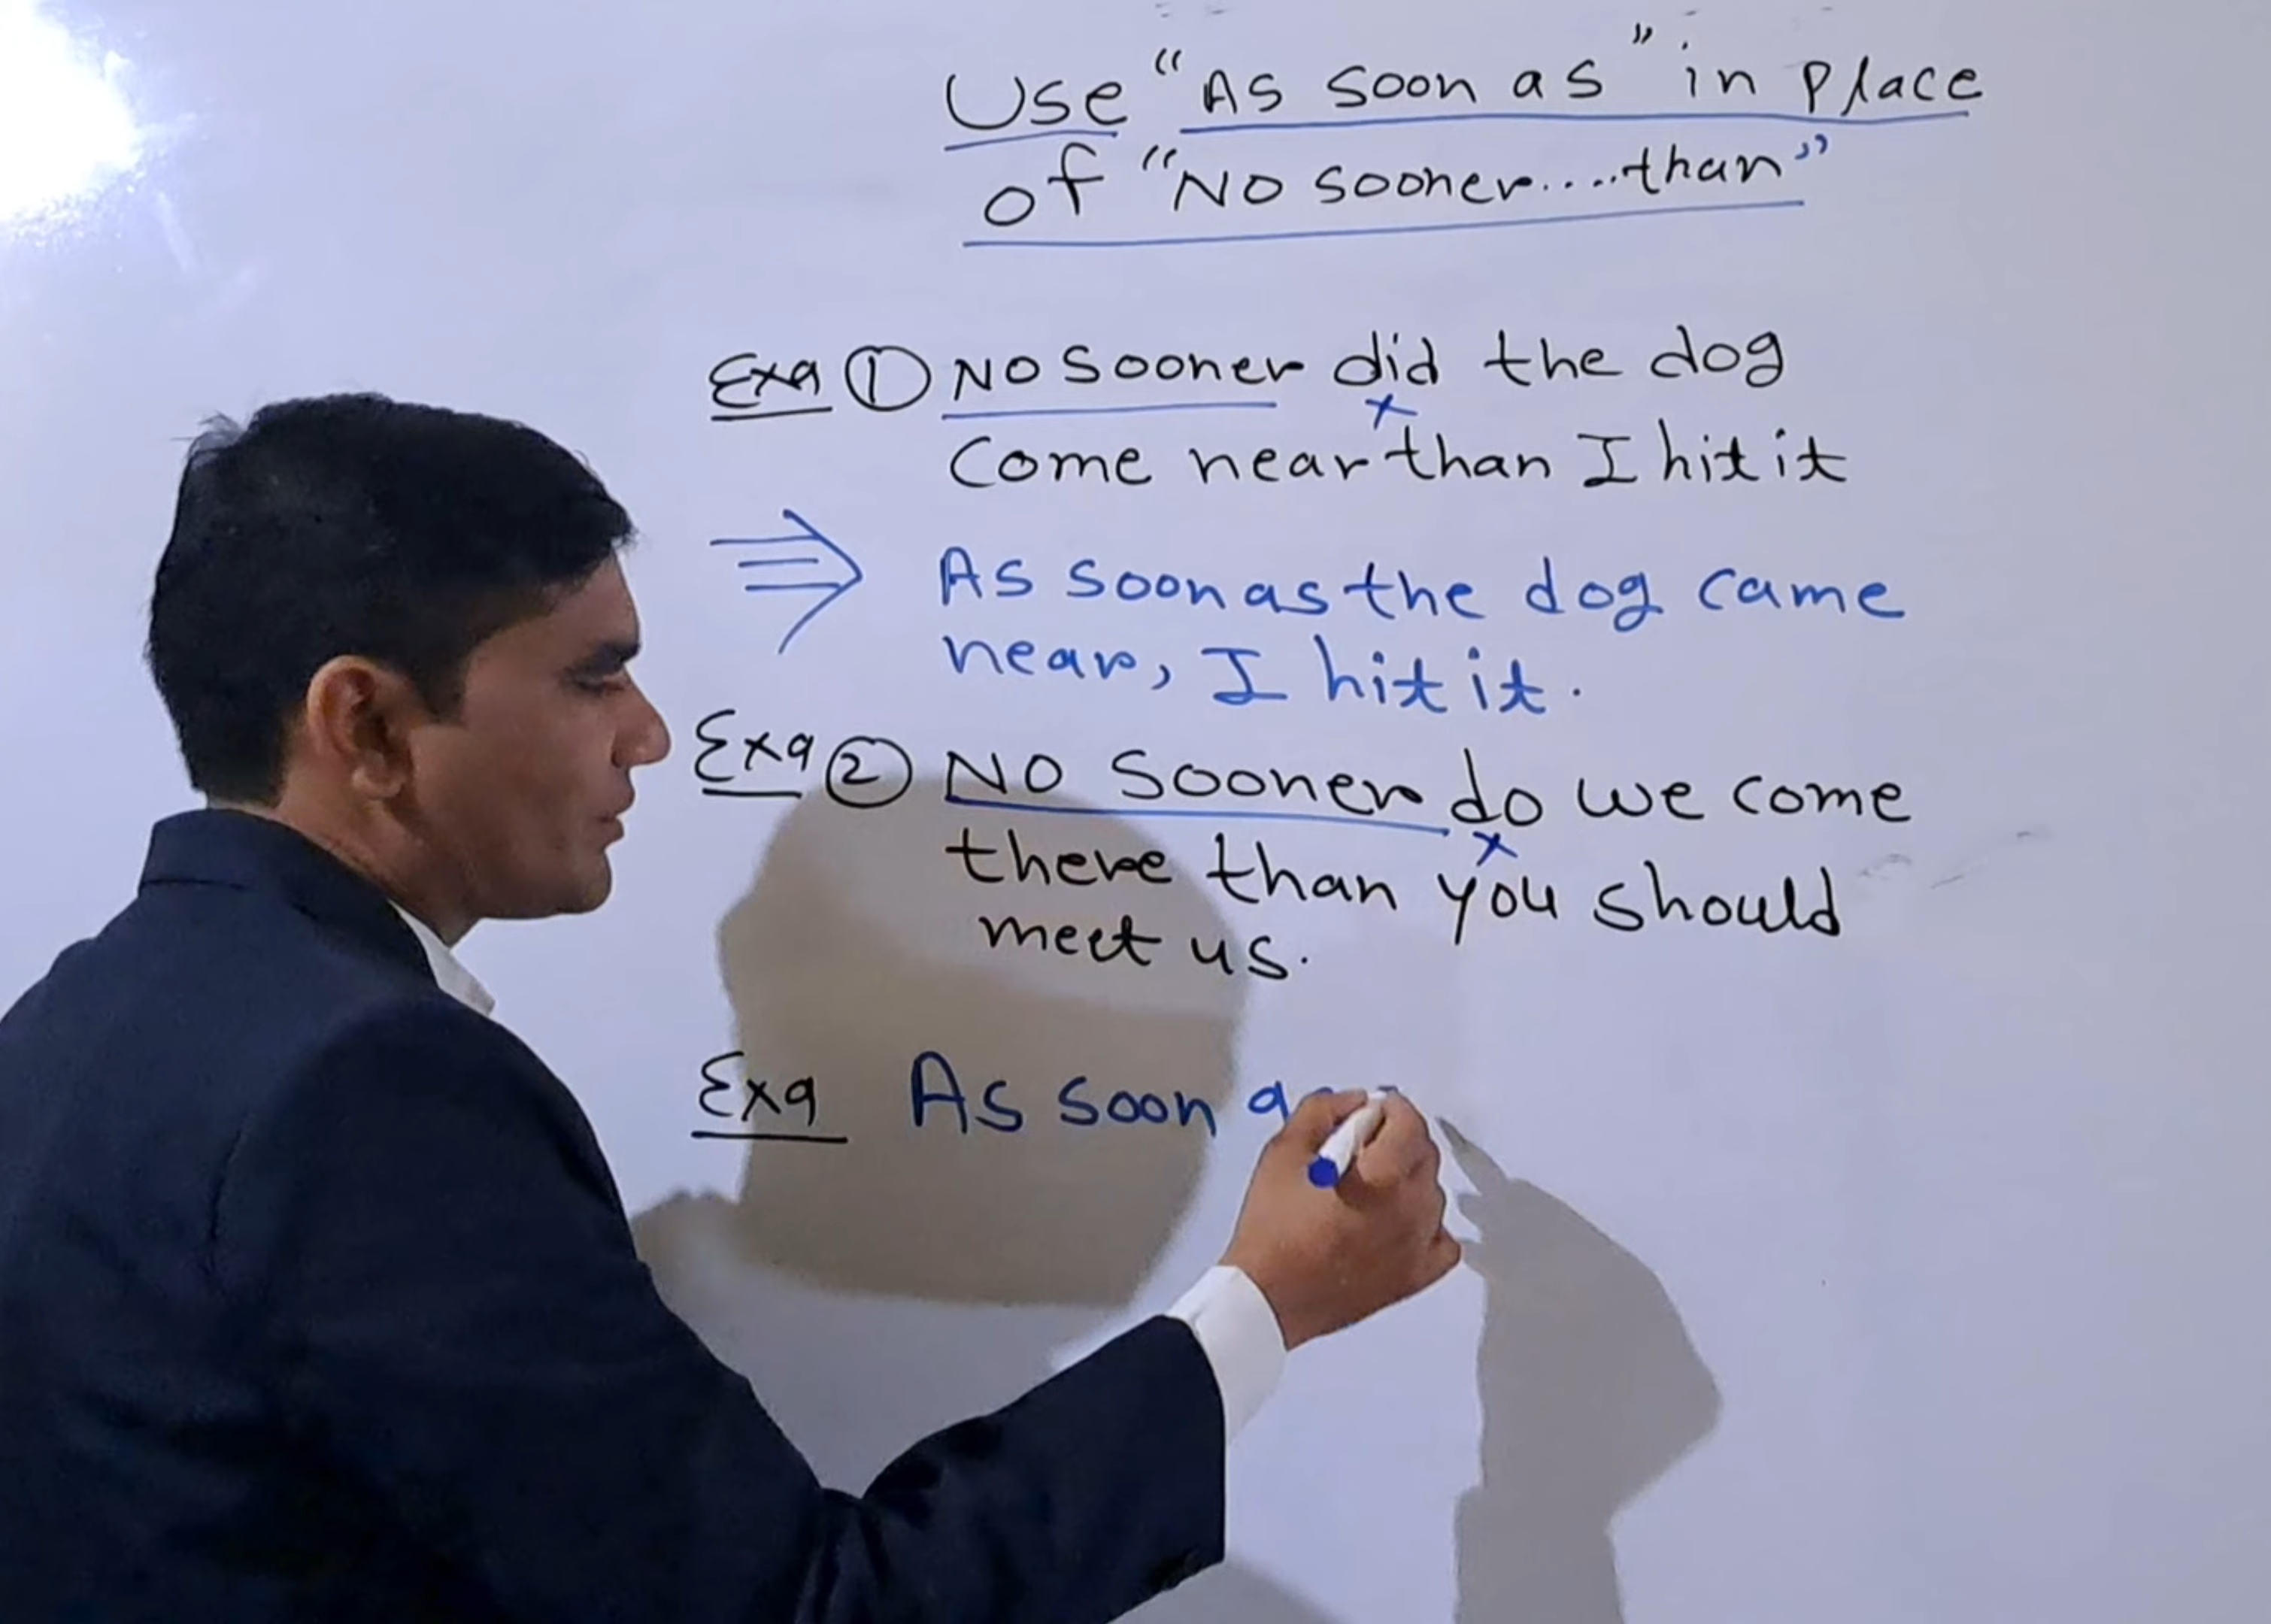 Use "As soon as" in place
of "No sooner.....than"
Exa ① No sooner did the dog
come near than I hit it
As soon as the dog came
near, I hit it.
Exa ② No sooner do we come
there than you should
meet us.
Exa As soon